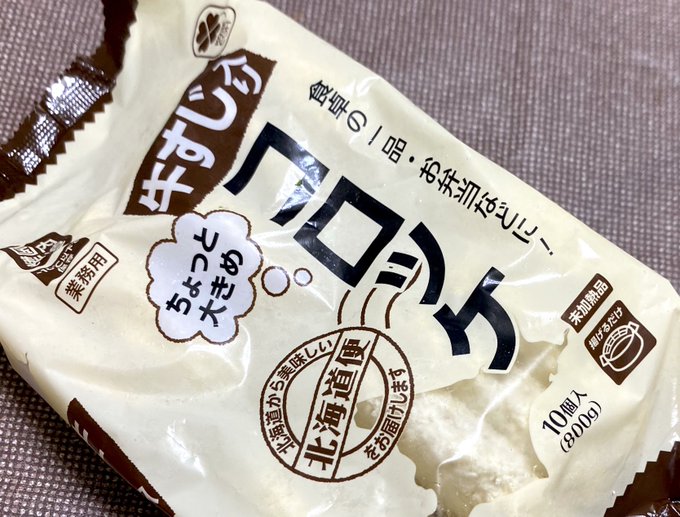 食卓の一品・お弁当などに!
牛すじ入り
コロッケ
ちょっと
大きめ
業務用
北海道から美味しい
北海道便
をお届けします
未加熱品
揚げるだけ
10個入
(800g)